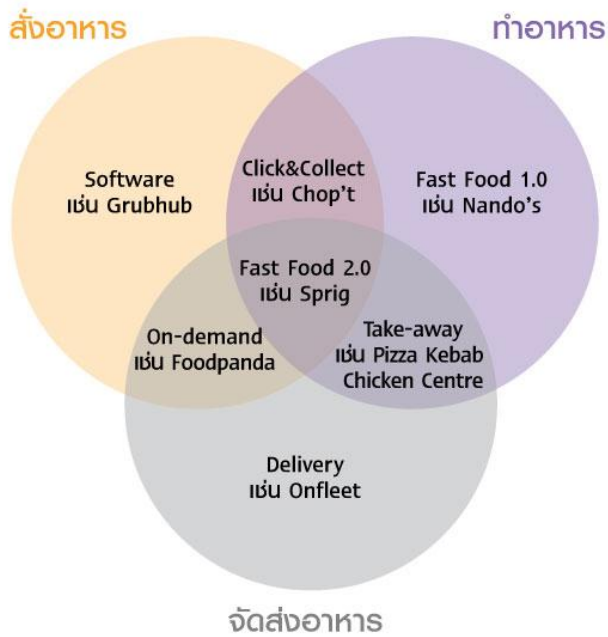 สั่งอาหาร
ทำอาหาร
Software
เช่น Grubhub
Click&Collect
เช่น Chop't
Fast Food 1.0
เช่น Nando's
Fast Food 2.0
เช่น Sprig
On-demand
เช่น Foodpanda
Take-away
เช่น Pizza Kebab
Chicken Centre
Delivery
เช่น Onfleet
จัดส่งอาหาร